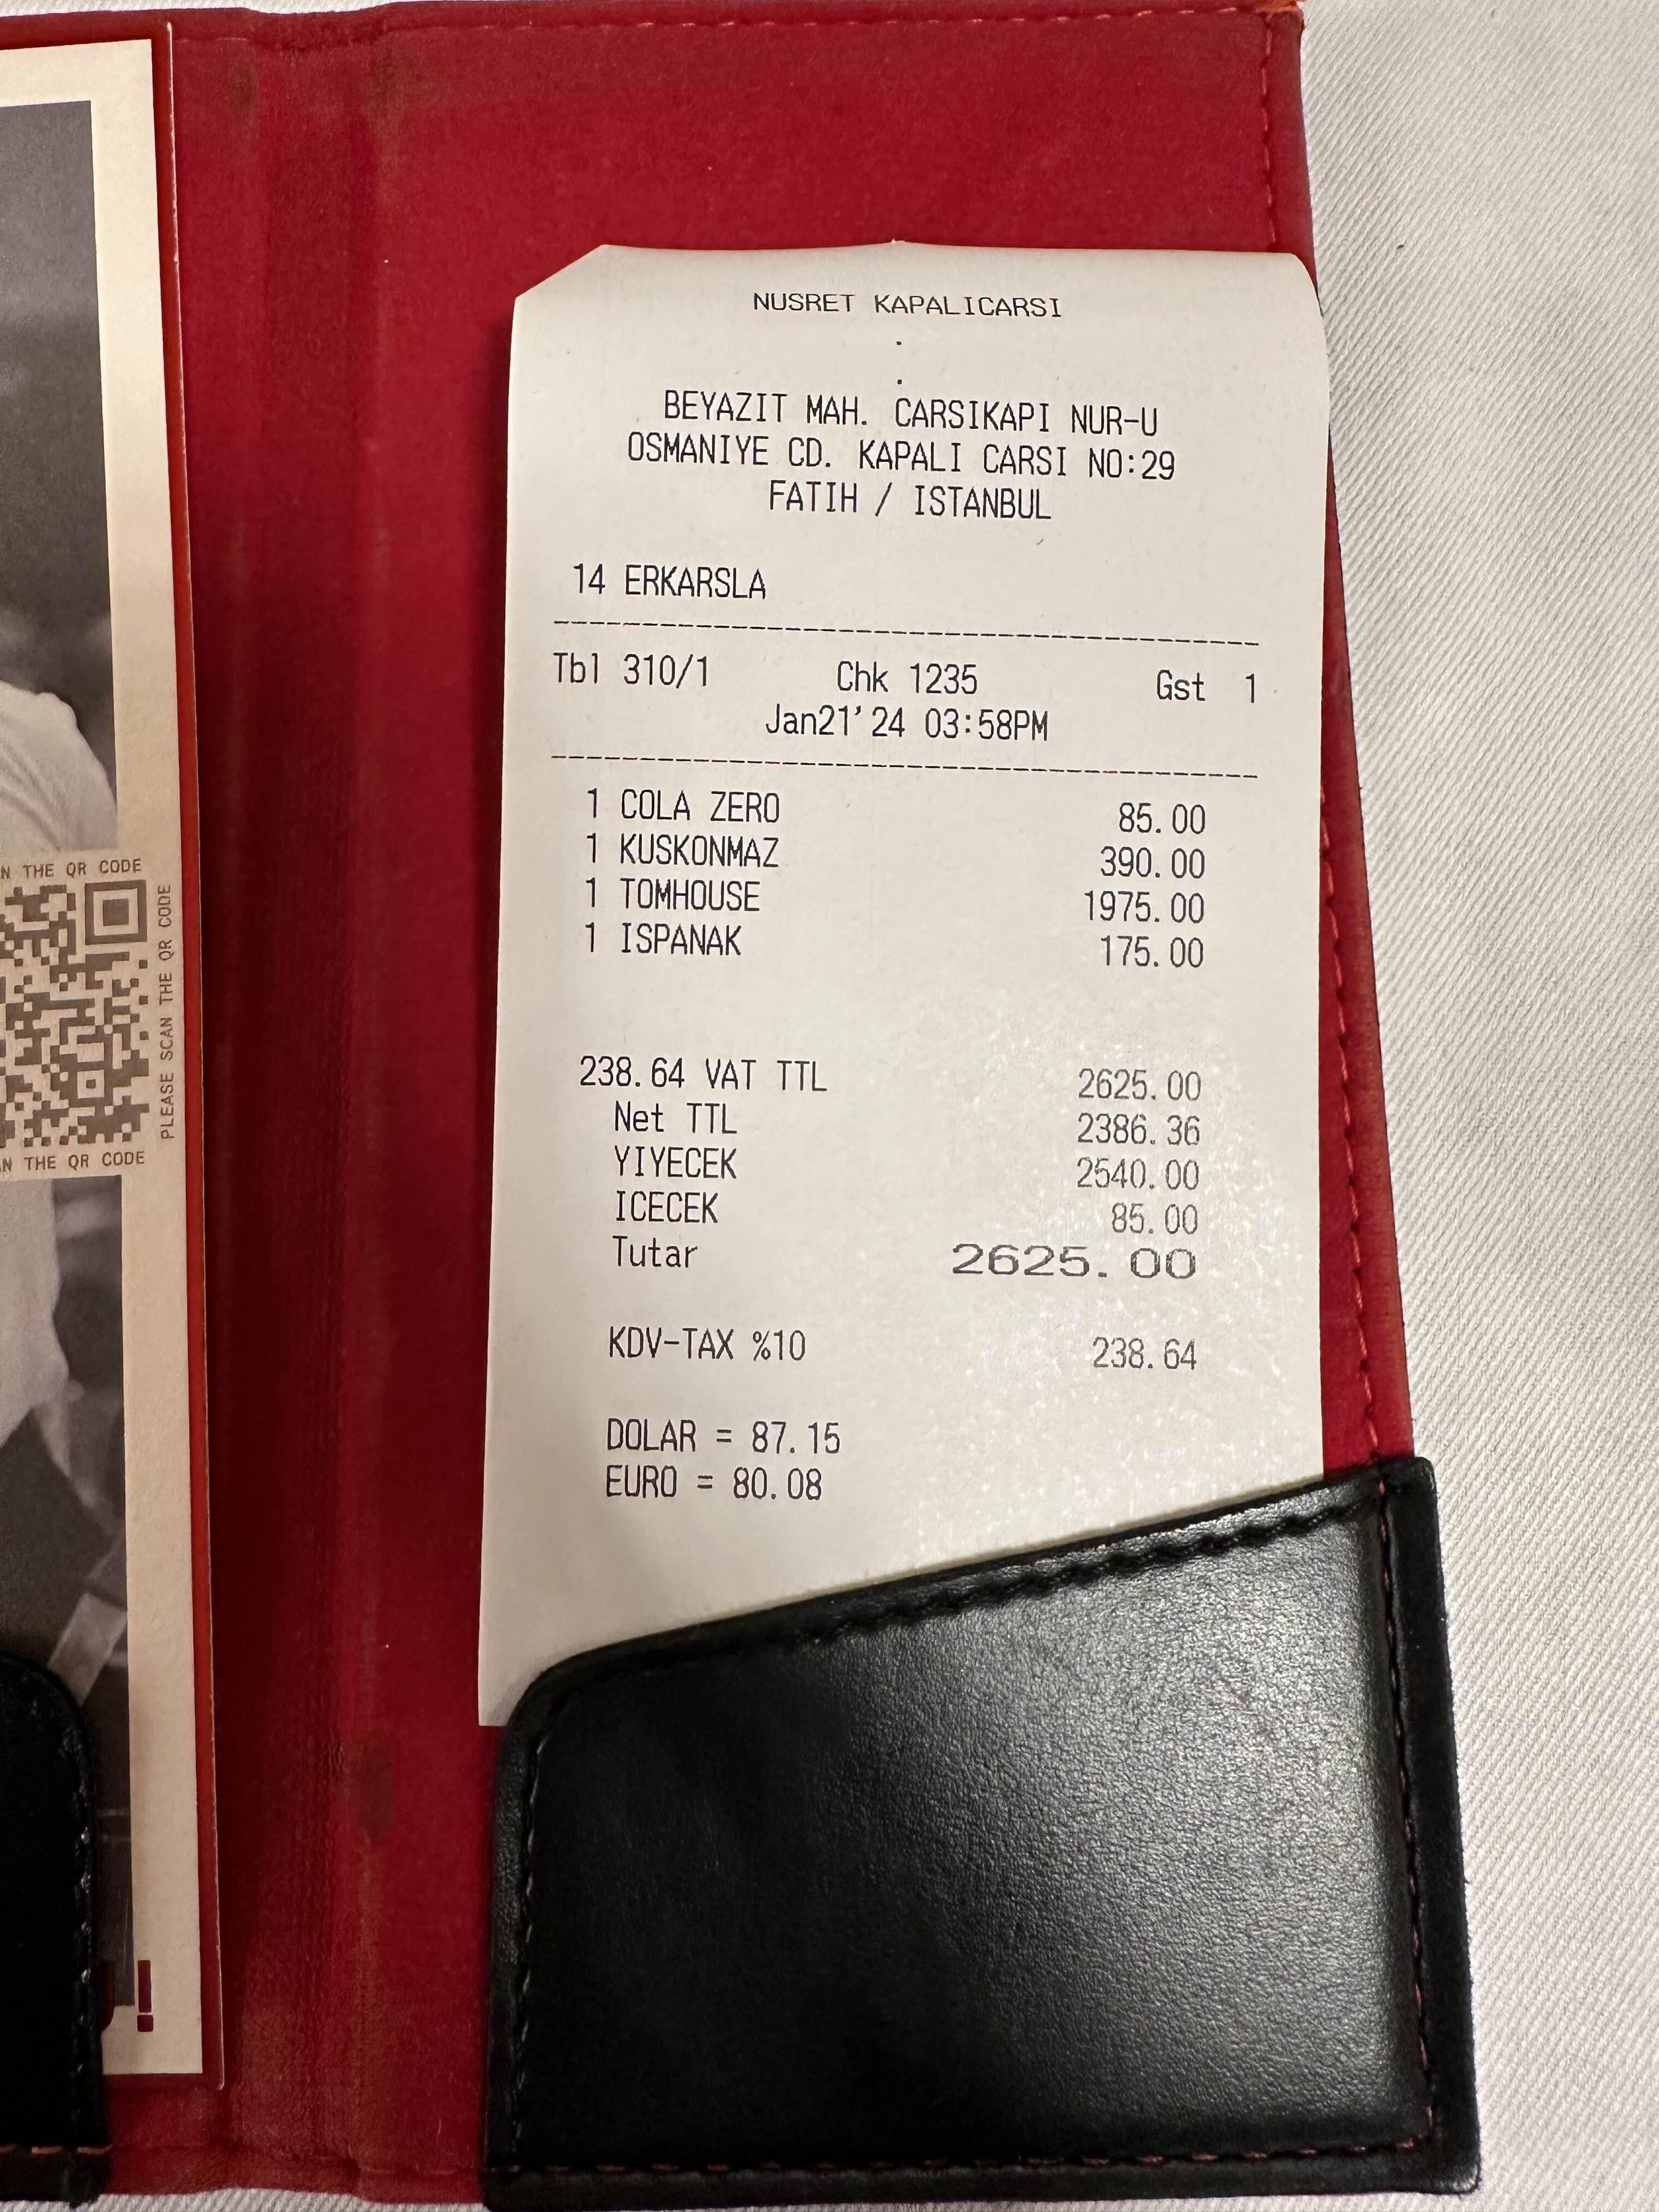 NUSRET KAPALICARSI
.
.
BEYAZIT MAH. CARSIKAPI NUR-U
OSMANIYE CD. KAPALI CARSI NO:29
FATIH / ISTANBUL
14 ERKARSLA
Tbl 310/1 Chk 1235 Gst 1
Jan21'24 03:58PM
1 COLA ZERO 85.00
1 KUSKONMAZ 390.00
1 TOMHOUSE 1975.00
1 ISPANAK 175.00
238.64 VAT TTL 2625.00
Net TTL 2386.36
YIYECEK 2540.00
ICECEK 85.00
Tutar 2625.00
KDV-TAX %10 238.64
DOLAR = 87.15
EURO = 80.08
THE QR CODE
PLEASE SCAN THE QR CODE
THE QR CODE